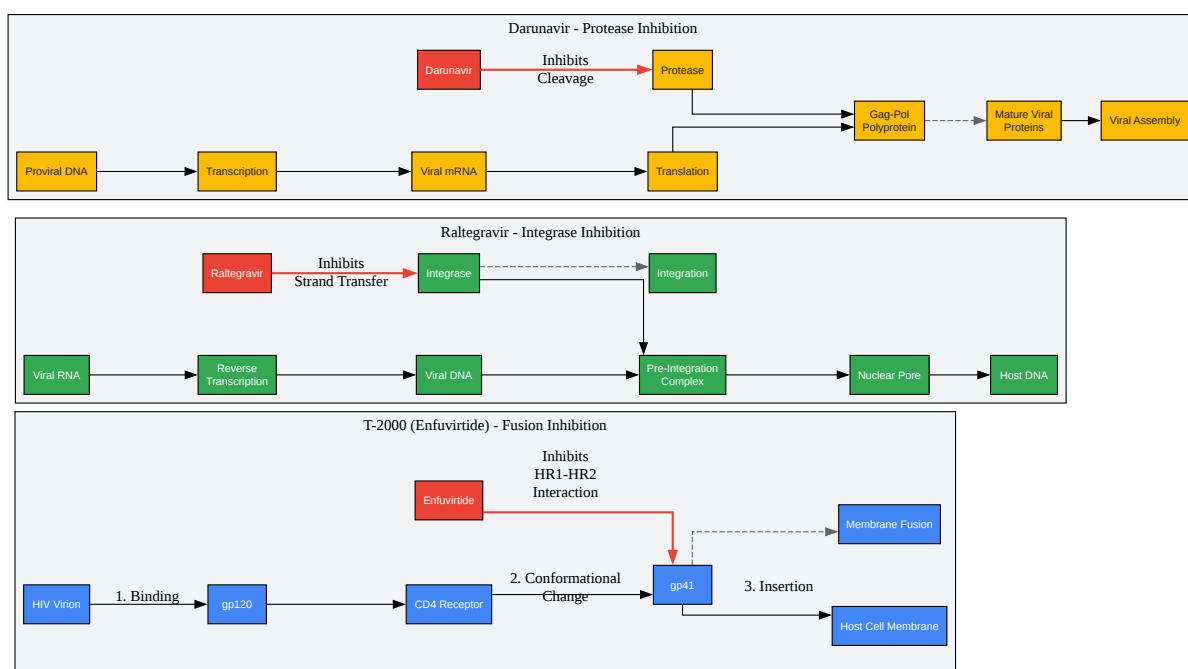 Darunavir - Protease Inhibition
Darunavir
Inhibits
Cleavage
Protease
Gag-Pol
Polyprotein
Mature Viral
Proteins
Viral Assembly
Proviral DNA
Transcription
Viral mRNA
Translation
Raltegravir - Integrase Inhibition
Raltegravir
Inhibits
Strand Transfer
Integrase
Integration
Viral RNA
Reverse
Transcription
Viral DNA
Pre-Integration
Complex
Nuclear Pore
Host DNA
T-2000 (Enfuvirtide) - Fusion Inhibition
Enfuvirtide
Inhibits
HR1-HR2
Interaction
Membrane Fusion
HIV Virion
1. Binding
gp120
CD4 Receptor
2. Conformational
Change
gp41
3. Insertion
Host Cell Membrane